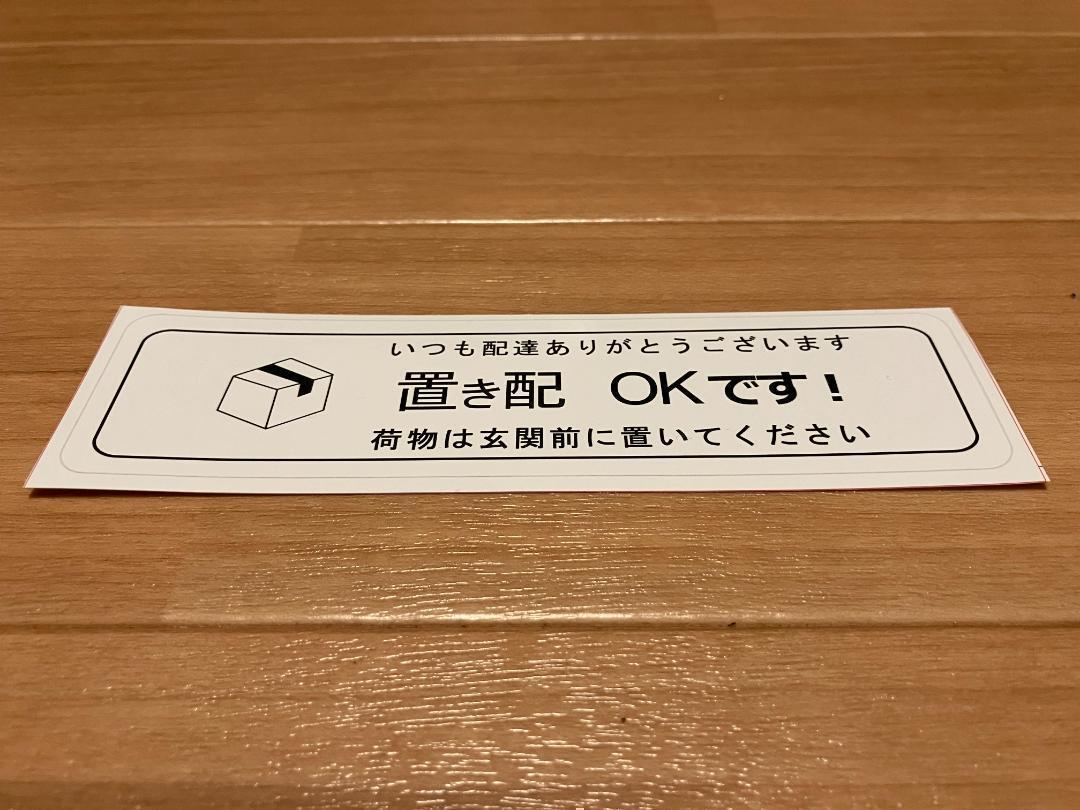 いつも配達ありがとうございます
置き配　OKです!
荷物は玄関前に置いてください